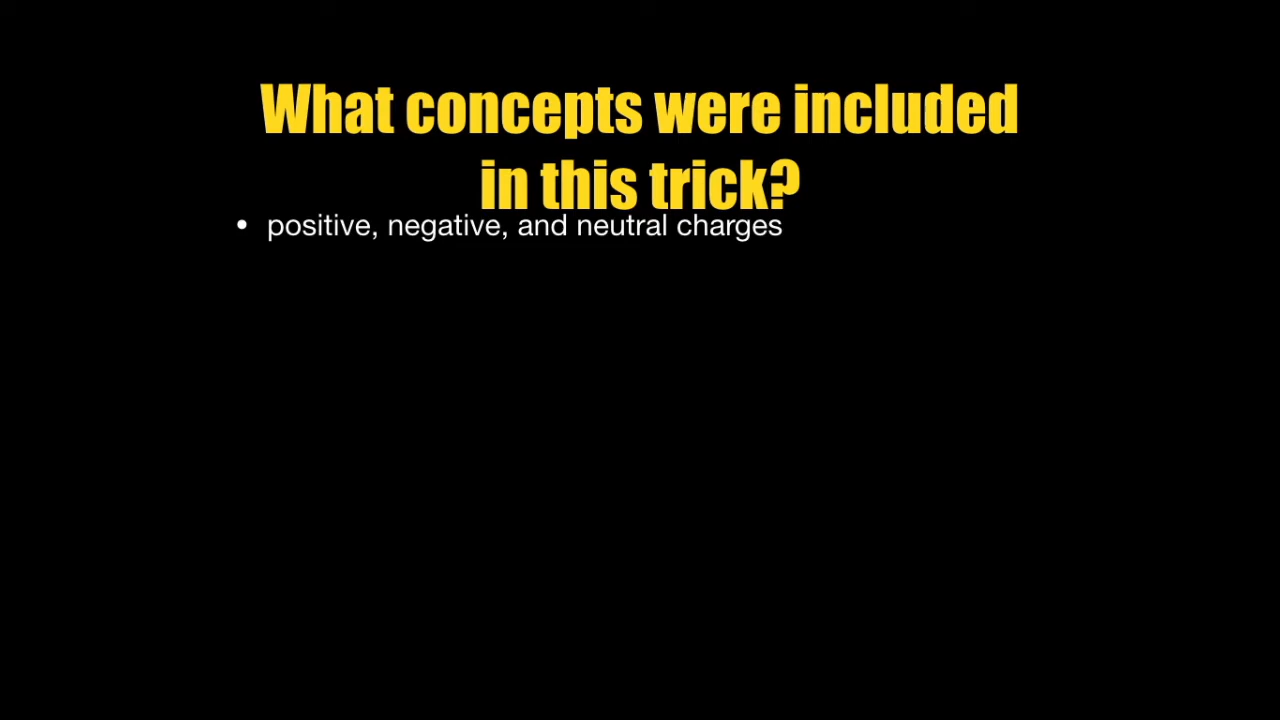 What concepts were included
in this trick?
• positive, negative, and neutral charges